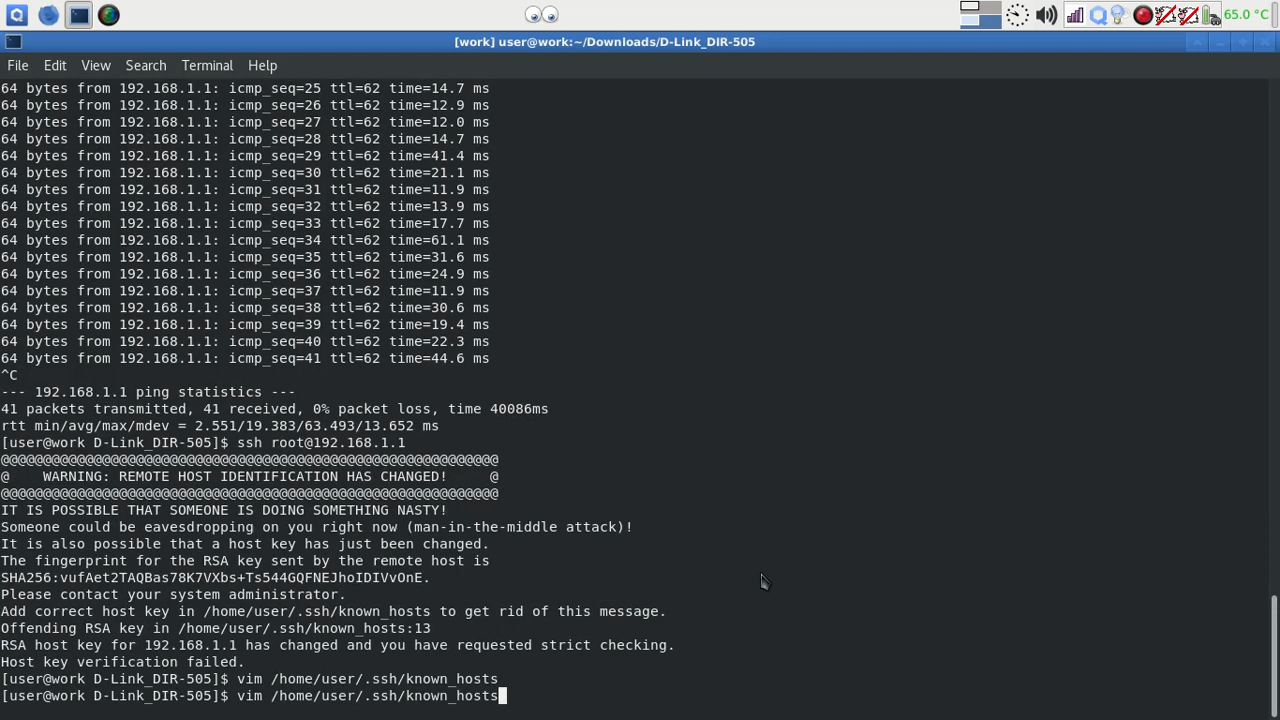 65.0 °C
[work] user@work:~/Downloads/D-Link_DIR-505
File Edit View Search Terminal Help
64 bytes from 192.168.1.1: icmp_seq=25 ttl=62 time=14.7 ms
64 bytes from 192.168.1.1: icmp_seq=26 ttl=62 time=12.9 ms
64 bytes from 192.168.1.1: icmp_seq=27 ttl=62 time=12.0 ms
64 bytes from 192.168.1.1: icmp_seq=28 ttl=62 time=14.7 ms
64 bytes from 192.168.1.1: icmp_seq=29 ttl=62 time=41.4 ms
64 bytes from 192.168.1.1: icmp_seq=30 ttl=62 time=21.1 ms
64 bytes from 192.168.1.1: icmp_seq=31 ttl=62 time=11.9 ms
64 bytes from 192.168.1.1: icmp_seq=32 ttl=62 time=13.9 ms
64 bytes from 192.168.1.1: icmp_seq=33 ttl=62 time=17.7 ms
64 bytes from 192.168.1.1: icmp_seq=34 ttl=62 time=61.1 ms
64 bytes from 192.168.1.1: icmp_seq=35 ttl=62 time=31.6 ms
64 bytes from 192.168.1.1: icmp_seq=36 ttl=62 time=24.9 ms
64 bytes from 192.168.1.1: icmp_seq=37 ttl=62 time=11.9 ms
64 bytes from 192.168.1.1: icmp_seq=38 ttl=62 time=30.6 ms
64 bytes from 192.168.1.1: icmp_seq=39 ttl=62 time=19.4 ms
64 bytes from 192.168.1.1: icmp_seq=40 ttl=62 time=22.3 ms
64 bytes from 192.168.1.1: icmp_seq=41 ttl=62 time=44.6 ms
^C
--- 192.168.1.1 ping statistics ---
41 packets transmitted, 41 received, 0% packet loss, time 40086ms
rtt min/avg/max/mdev = 2.551/19.383/63.493/13.652 ms
[user@work D-Link_DIR-505]$ ssh root@192.168.1.1
@@@@@@@@@@@@@@@@@@@@@@@@@@@@@@@@@@@@@@@@@@@@@@@@@@@@@@@@@@@
@    WARNING: REMOTE HOST IDENTIFICATION HAS CHANGED!     @
@@@@@@@@@@@@@@@@@@@@@@@@@@@@@@@@@@@@@@@@@@@@@@@@@@@@@@@@@@@
IT IS POSSIBLE THAT SOMEONE IS DOING SOMETHING NASTY!
Someone could be eavesdropping on you right now (man-in-the-middle attack)!
It is also possible that a host key has just been changed.
The fingerprint for the RSA key sent by the remote host is
SHA256:vufAet2TAQBas78K7VXbs+Ts544GQFNEJhoIDIVvOnE.
Please contact your system administrator.
Add correct host key in /home/user/.ssh/known_hosts to get rid of this message.
Offending RSA key in /home/user/.ssh/known_hosts:13
RSA host key for 192.168.1.1 has changed and you have requested strict checking.
Host key verification failed.
[user@work D-Link_DIR-505]$ vim /home/user/.ssh/known_hosts
[user@work D-Link_DIR-505]$ vim /home/user/.ssh/known_hosts